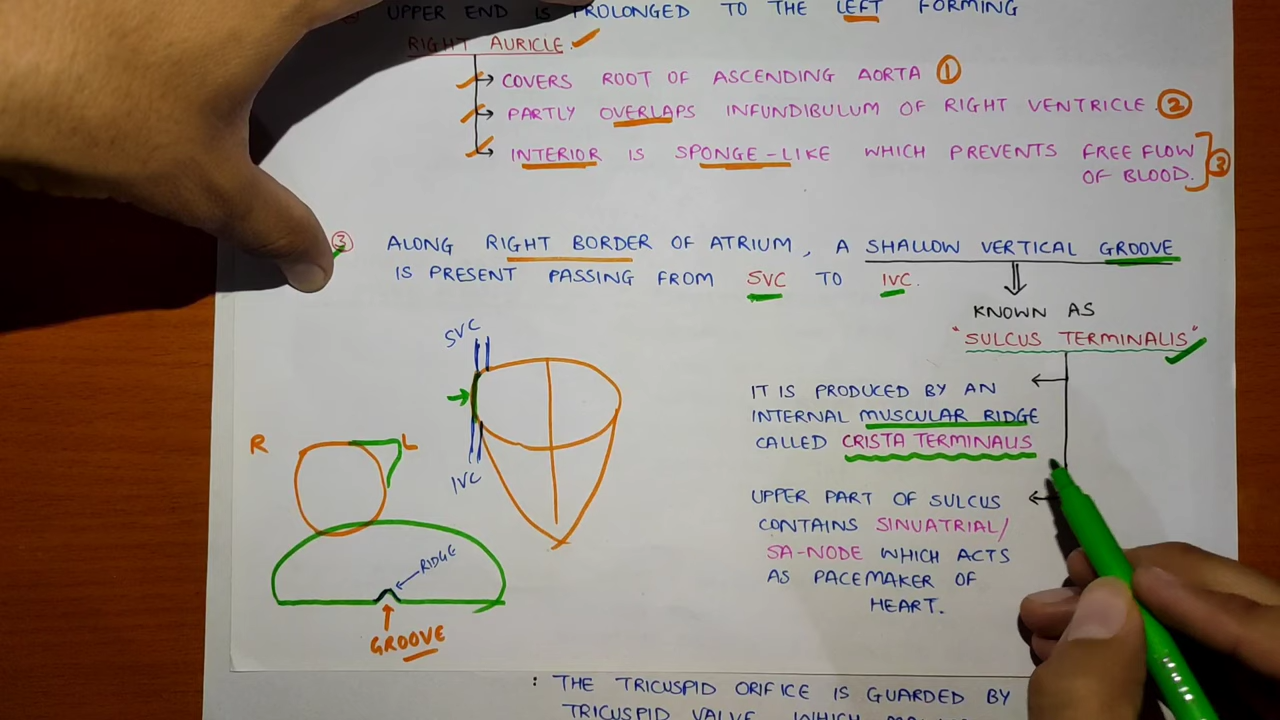 UPPER END IS PROLONGED TO THE LEFT FORMING
RIGHT AURICLE.
COVERS ROOT OF ASCENDING AORTA 1
PARTLY OVERLAPS INFUNDIBULUM OF RIGHT VENTRICLE. 2
INTERIOR IS SPONGE-LIKE WHICH PREVENTS FREE FLOW
OF BLOOD. 3
3 ALONG RIGHT BORDER OF ATRIUM, A SHALLOW VERTICAL GROOVE
IS PRESENT PASSING FROM SVC TO IVC.
KNOWN AS
"SULCUS TERMINALIS"
IT IS PRODUCED BY AN
INTERNAL MUSCULAR RIDGE
CALLED CRISTA TERMINALIS
UPPER PART OF SULCUS
CONTAINS SINUATRIAL/
SA-NODE WHICH ACTS
AS PACEMAKER OF
HEART.
SVC
IVC
R
L
RIDGE
GROOVE
: THE TRICUSPID ORIFICE IS GUARDED BY
TRICUSPID VALVE WHICH